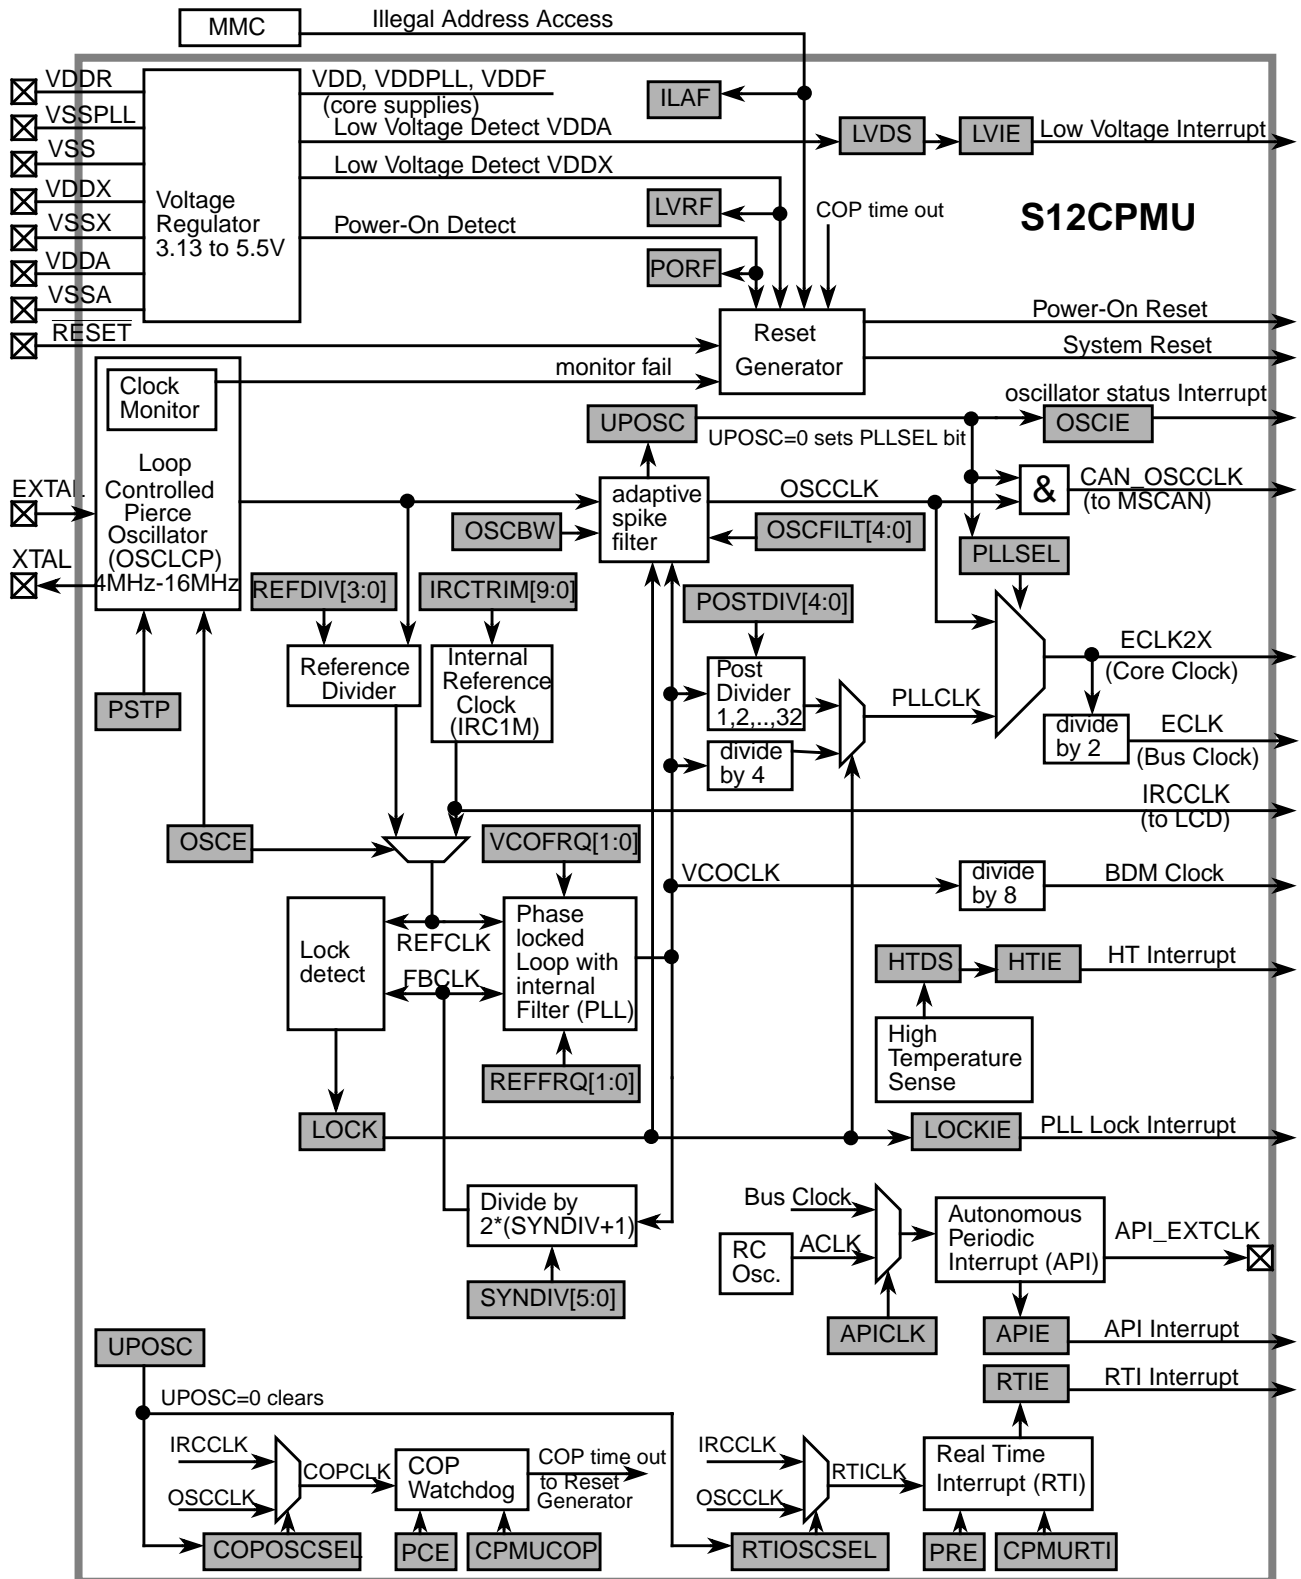 MMC
Illegal Address Access
VDDR
VSSPLL
VSS
VDDX
VSSX
VDDA
VSSA
RESET
Voltage
Regulator
3.13 to 5.5V
VDD, VDDPLL, VDDF
(core supplies)
Low Voltage Detect VDDA
Low Voltage Detect VDDX
Power-On Detect
ILAF
LVRF
PORF
COP time out
LVDS
LVIE
Low Voltage Interrupt
S12CPMU
Reset
Generator
Power-On Reset
System Reset
monitor fail
Clock
Monitor
Loop
Controlled
Pierce
Oscillator
(OSCLCP)
4MHz-16MHz
EXTAL
XTAL
UPOSC
UPOSC=0 sets PLLSEL bit
oscillator status Interrupt
OSCIE
adaptive
spike
filter
OSCCLK
OSCBW
OSCFILT[4:0]
&
CAN_OSCCLK
(to MSCAN)
PLLSEL
REFDIV[3:0]
IRCTRIM[9:0]
POSTDIV[4:0]
PSTP
Reference
Divider
Internal
Reference
Clock
(IRC1M)
Post
Divider
1,2,..,32
divide
by 4
PLLCLK
ECLK2X
(Core Clock)
divide
by 2
ECLK
(Bus Clock)
IRCCLK
(to LCD)
OSCE
VCOFRQ[1:0]
VCOCLK
divide
by 8
BDM Clock
Lock
detect
REFCLK
FBCLK
Phase
locked
Loop with
internal
Filter (PLL)
REFFRQ[1:0]
HTDS
HTIE
HT Interrupt
High
Temperature
Sense
LOCK
LOCKIE
PLL Lock Interrupt
Divide by
2*(SYNDIV+1)
SYNDIV[5:0]
Bus Clock
RC
Osc.
ACLK
APICLK
Autonomous
Periodic
Interrupt (API)
API_EXTCLK
APIE
API Interrupt
RTIE
RTI Interrupt
UPOSC
UPOSC=0 clears
IRCCLK
OSCCLK
COPCLK
COP
Watchdog
COP time out
to Reset
Generator
COPOSCSEL
PCE
CPMUCOP
IRCCLK
OSCCLK
RTICLK
Real Time
Interrupt (RTI)
RTIOSCSEL
PRE
CPMURTI